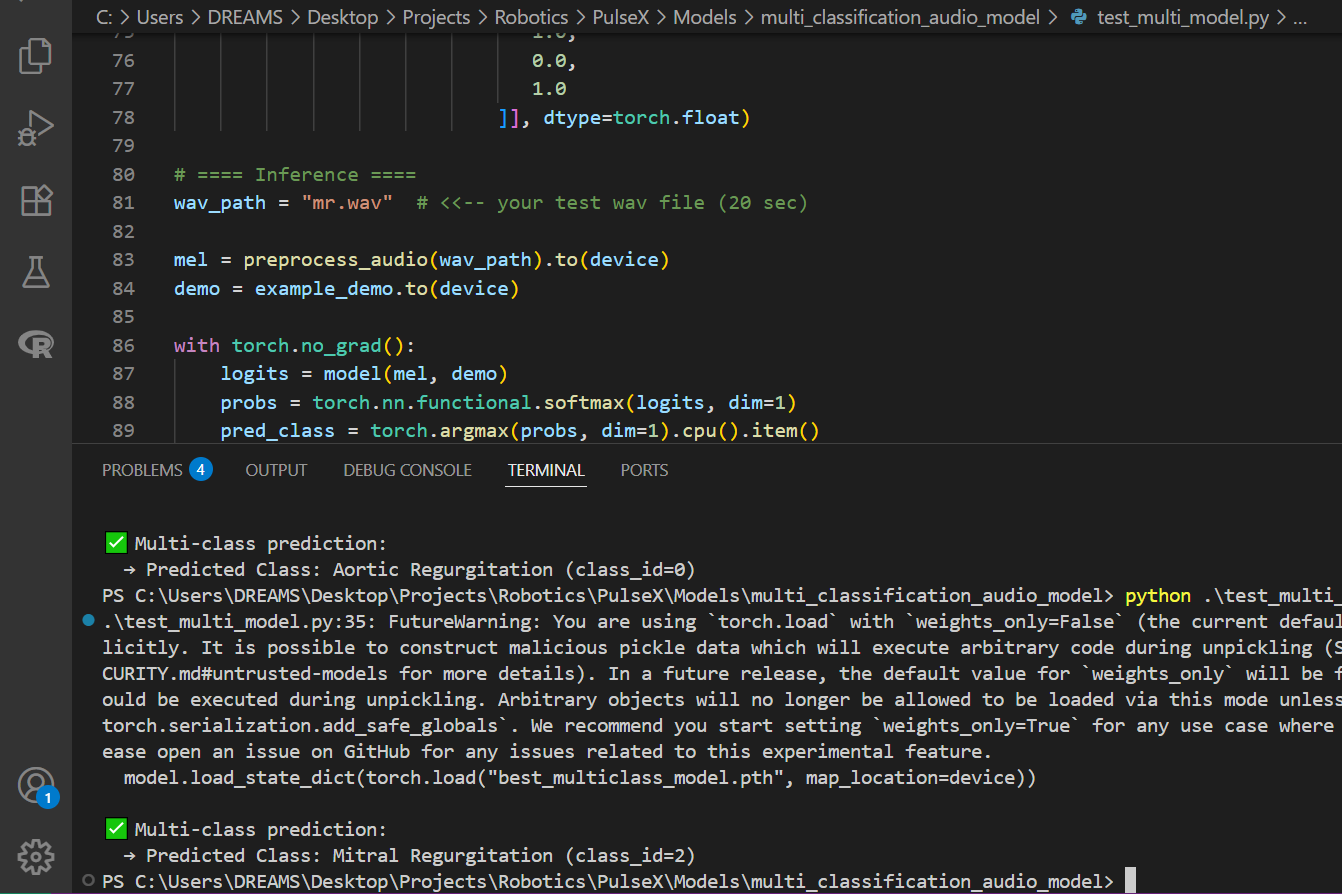 C: > Users > DREAMS > Desktop > Projects > Robotics > PulseX > Models > multi_classification_audio_model > test_multi_model.py > ...
75 1.0,
76 0.0,
77 1.0
78 ]], dtype=torch.float)
79
80 # ==== Inference ====
81 wav_path = "mr.wav"  # <<-- your test wav file (20 sec)
82
83 mel = preprocess_audio(wav_path).to(device)
84 demo = example_demo.to(device)
85
86 with torch.no_grad():
87 logits = model(mel, demo)
88 probs = torch.nn.functional.softmax(logits, dim=1)
89 pred_class = torch.argmax(probs, dim=1).cpu().item()
PROBLEMS 4 OUTPUT DEBUG CONSOLE TERMINAL PORTS
✅ Multi-class prediction:
→ Predicted Class: Aortic Regurgitation (class_id=0)
PS C:\Users\DREAMS\Desktop\Projects\Robotics\PulseX\Models\multi_classification_audio_model> python .\test_multi_
.\test_multi_model.py:35: FutureWarning: You are using `torch.load` with `weights_only=False` (the current defaul
licitly. It is possible to construct malicious pickle data which will execute arbitrary code during unpickling (S
CURITY.md#untrusted-models for more details). In a future release, the default value for `weights_only` will be f
ould be executed during unpickling. Arbitrary objects will no longer be allowed to be loaded via this mode unless
torch.serialization.add_safe_globals`. We recommend you start setting `weights_only=True` for any use case where
ease open an issue on GitHub for any issues related to this experimental feature.
model.load_state_dict(torch.load("best_multiclass_model.pth", map_location=device))
✅ Multi-class prediction:
→ Predicted Class: Mitral Regurgitation (class_id=2)
1
PS C:\Users\DREAMS\Desktop\Projects\Robotics\PulseX\Models\multi_classification_audio_model>